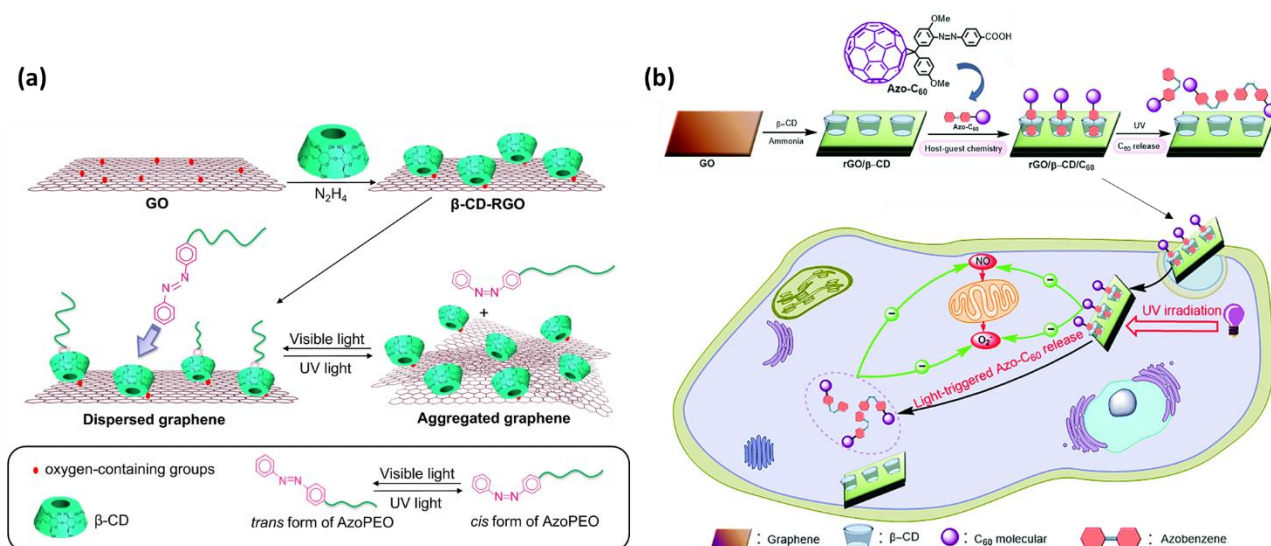 (a)
GO
N₂H₄
β-CD-RGO
N=N
N=N
+
Visible light
UV light
Dispersed graphene
Aggregated graphene
oxygen-containing groups
β-CD
N=N
Visible light
UV light
N=N
trans form of AzoPEO
cis form of AzoPEO
(b)
OMe
N=N
COOH
OMe
Azo-C₆₀
GO
β-CD
Ammonia
rGO/β-CD
Azo-C₆₀
Host-guest chemistry
rGO/β-CD/C₆₀
UV
C₆₀ release
NO
O₂⁻
UV irradiation
Light-triggered Azo-C₆₀ release
: Graphene
: β-CD
: C₆₀ molecular
: Azobenzene